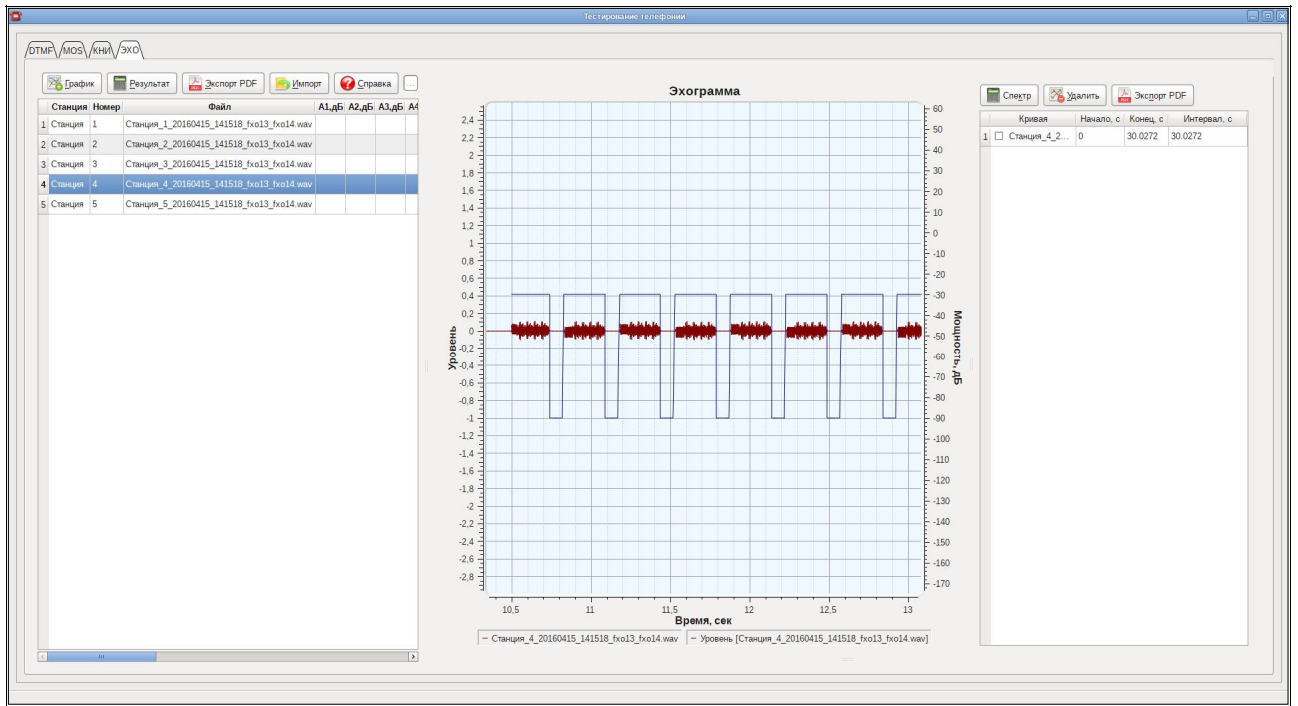 Тестирование телефонии
DTMF MOS КНИ ЭХО
График Результат Экспорт PDF Импорт Справка ...
Станция Номер Файл A1,дБ A2,дБ A3,дБ A4
1 Станция 1 Станция_1_20160415_141518_fxo13_fxo14.wav
2 Станция 2 Станция_2_20160415_141518_fxo13_fxo14.wav
3 Станция 3 Станция_3_20160415_141518_fxo13_fxo14.wav
4 Станция 4 Станция_4_20160415_141518_fxo13_fxo14.wav
5 Станция 5 Станция_5_20160415_141518_fxo13_fxo14.wav
Эхограмма
Уровень
2,4
2,2
2
1,8
1,6
1,4
1,2
1
0,8
0,6
0,4
0,2
0
-0,2
-0,4
-0,6
-0,8
-1
-1,2
-1,4
-1,6
-1,8
-2
-2,2
-2,4
-2,6
-2,8
60
50
40
30
20
10
0
-10
-20
-30
-40
-50
-60
-70
-80
-90
-100
-110
-120
-130
-140
-150
-160
-170
Мощность, дБ
10,5 11 11,5 12 12,5 13
Время, сек
Станция_4_20160415_141518_fxo13_fxo14.wav Уровень [Станция_4_20160415_141518_fxo13_fxo14.wav]
Спектр Удалить Экспорт PDF
Кривая Начало, с Конец, с Интервал, с
1 Станция_4_2... 0 30.0272 30.0272